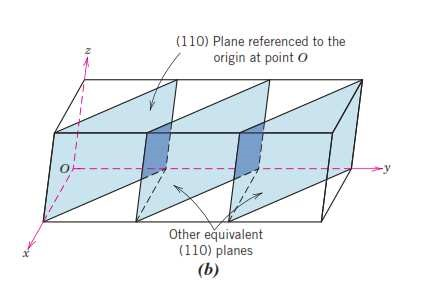 (110) Plane referenced to the
origin at point O
z
O
y
x
Other equivalent
(110) planes
(b)